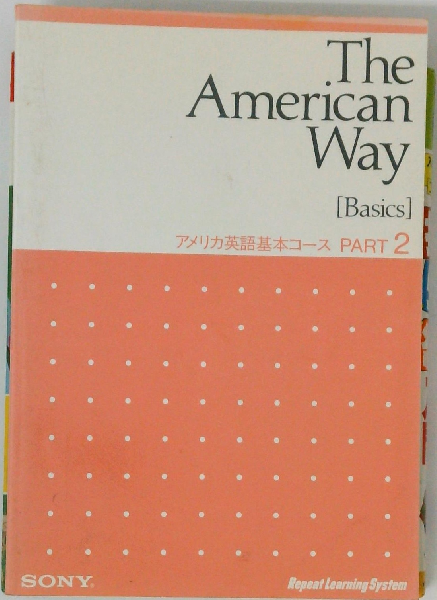 The
American
Way
[Basics]
アメリカ英語基本コース PART 2
SONY®
Repeat Learning System